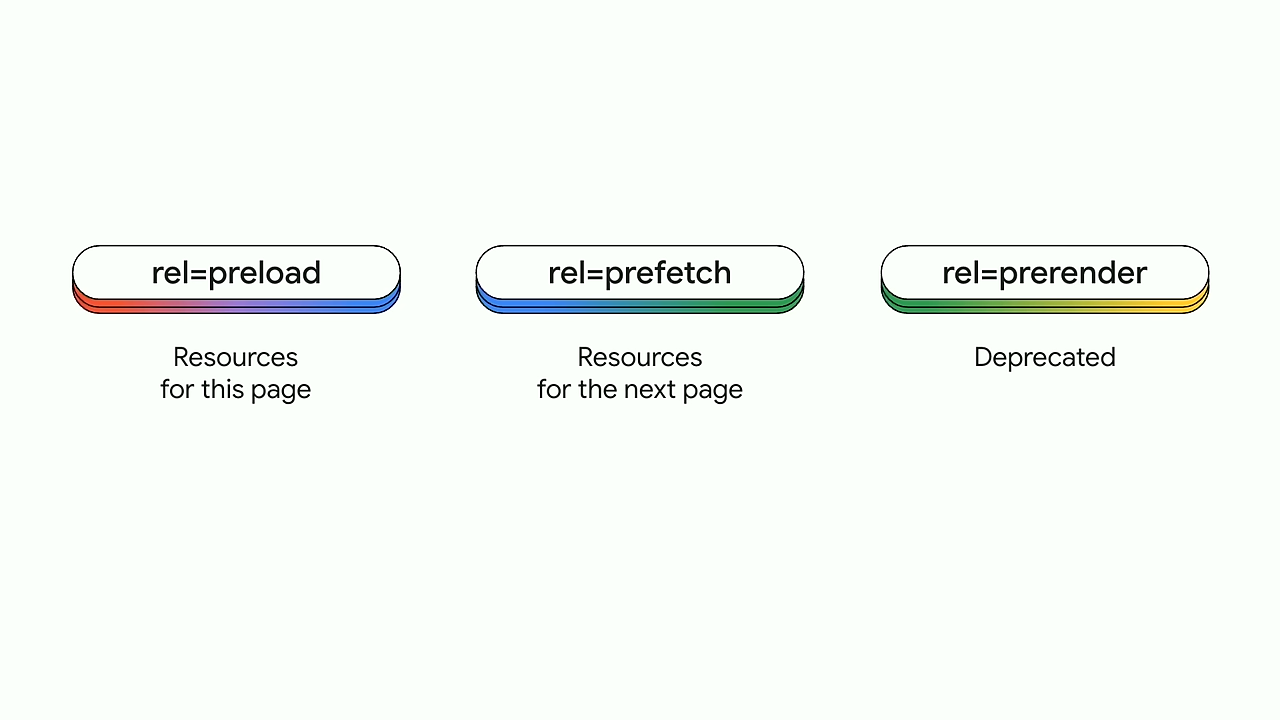 rel=preload
Resources
for this page
rel=prefetch
Resources
for the next page
rel=prerender
Deprecated